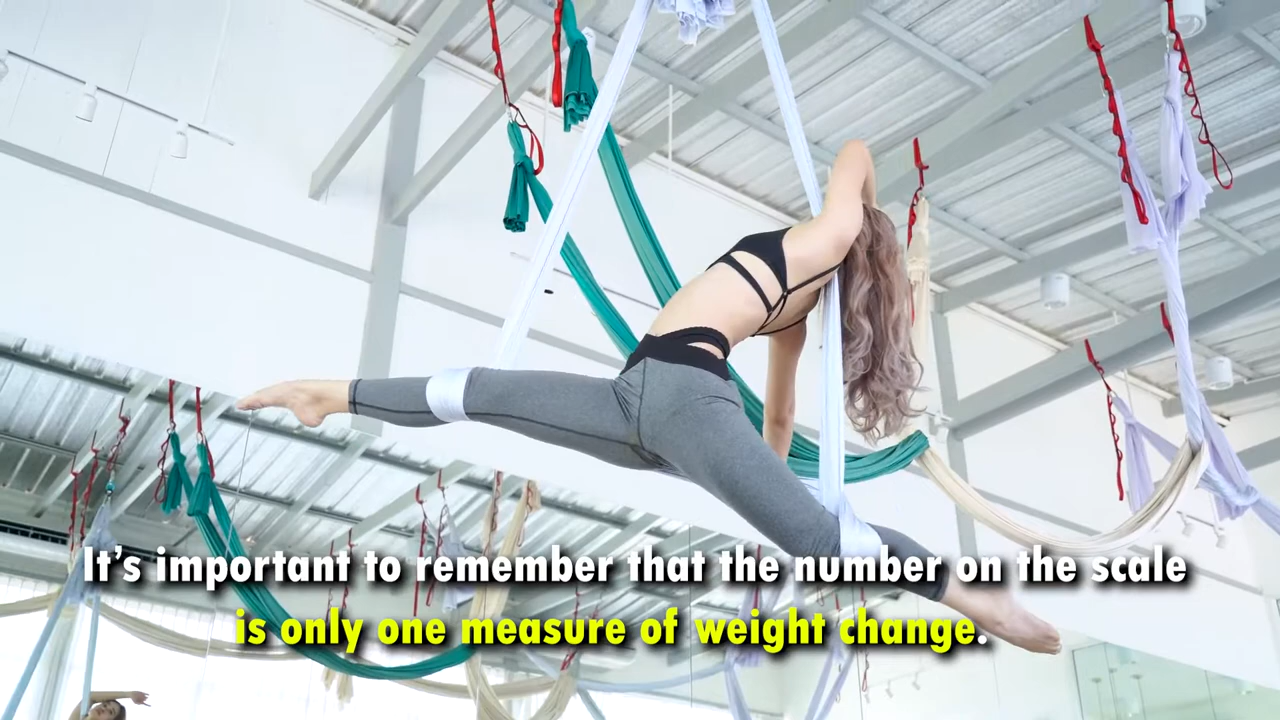 It’s important to remember that the number on the scale
is only one measure of weight change.